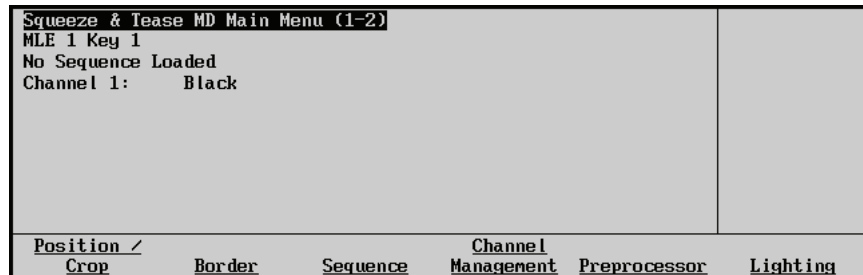 Squeeze & Tease MD Main Menu (1-2)
MLE 1 Key 1
No Sequence Loaded
Channel 1: Black
Position / Crop
Border
Sequence
Channel Management
Preprocessor
Lighting